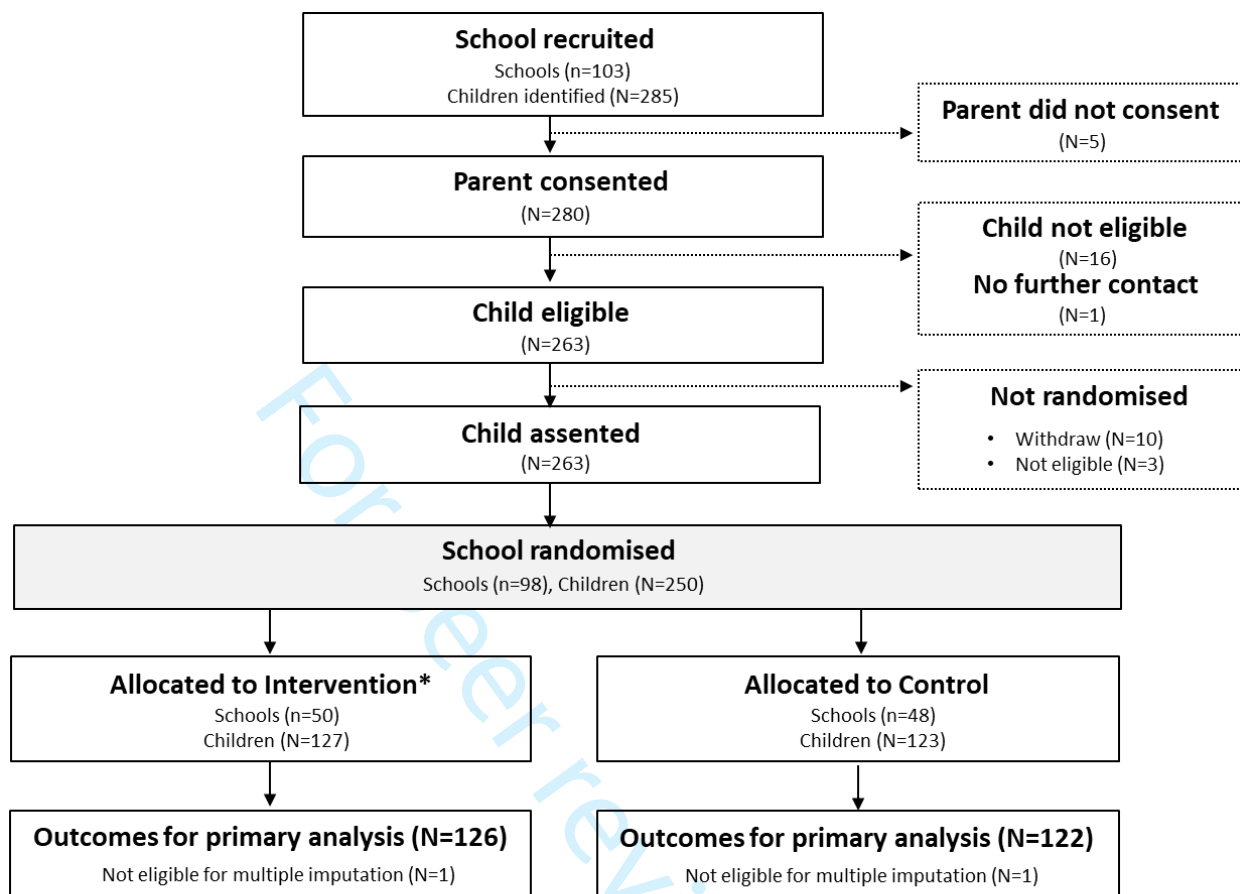 School recruited
Schools (n=103)
Children identified (N=285)
Parent did not consent
(N=5)
Parent consented
(N=280)
Child not eligible
(N=16)
No further contact
(N=1)
Child eligible
(N=263)
Not randomised
• Withdraw (N=10)
• Not eligible (N=3)
Child assented
(N=263)
School randomised
Schools (n=98), Children (N=250)
Allocated to Intervention*
Schools (n=50)
Children (N=127)
Allocated to Control
Schools (n=48)
Children (N=123)
Outcomes for primary analysis (N=126)
Not eligible for multiple imputation (N=1)
Outcomes for primary analysis (N=122)
Not eligible for multiple imputation (N=1)